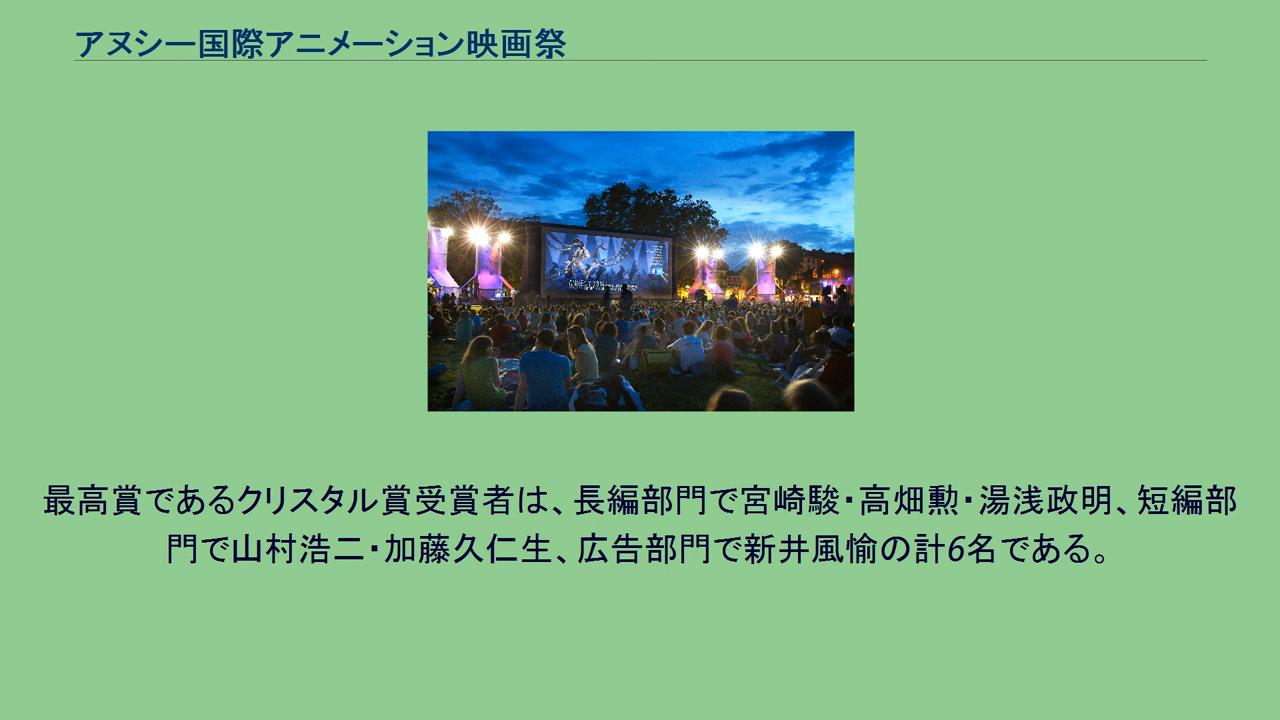 アヌシー国際アニメーション映画祭
最高賞であるクリスタル賞受賞者は、長編部門で宮崎駿・高畑勲・湯浅政明、短編部
門で山村浩二・加藤久仁生、広告部門で新井風愉の計6名である。